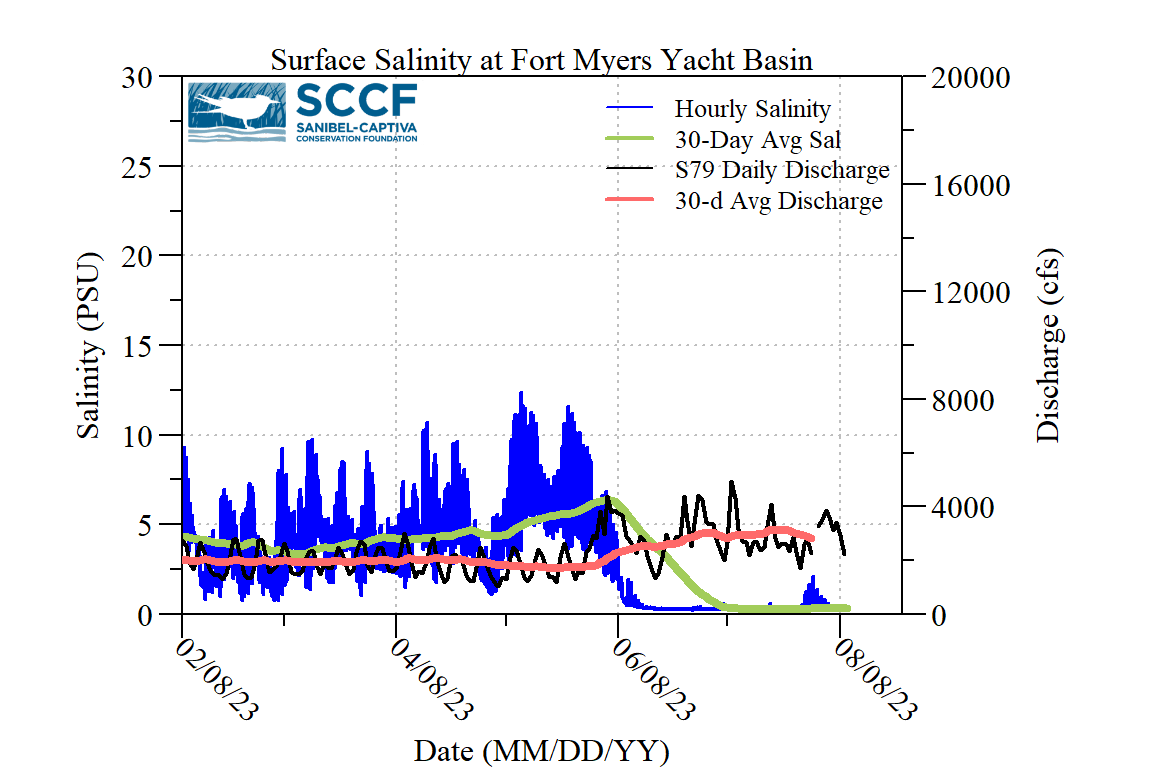 Surface Salinity at Fort Myers Yacht Basin
SCCF
SANIBEL-CAPTIVA
CONSERVATION FOUNDATION
Hourly Salinity
30-Day Avg Sal
S79 Daily Discharge
30-d Avg Discharge
Salinity (PSU)
30
25
20
15
10
5
0
20000
16000
12000
8000
4000
0
Discharge (cfs)
02/08/23
04/08/23
06/08/23
08/08/23
Date (MM/DD/YY)